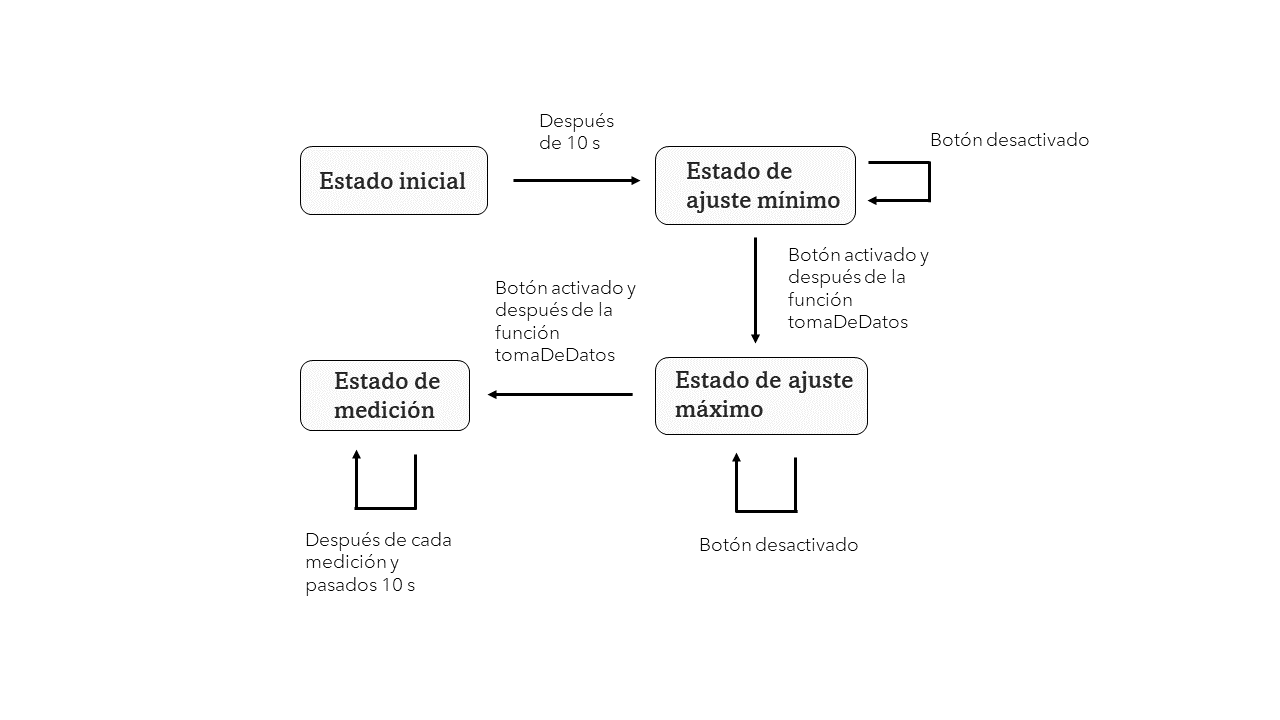 Después
de 10 s
Botón desactivado
Estado inicial
Estado de
ajuste mínimo
Botón activado y
después de la
función
tomaDeDatos
Botón activado y
después de la
función
tomaDeDatos
Estado de
medición
Estado de ajuste
máximo
Después de cada
medición y
pasados 10 s
Botón desactivado